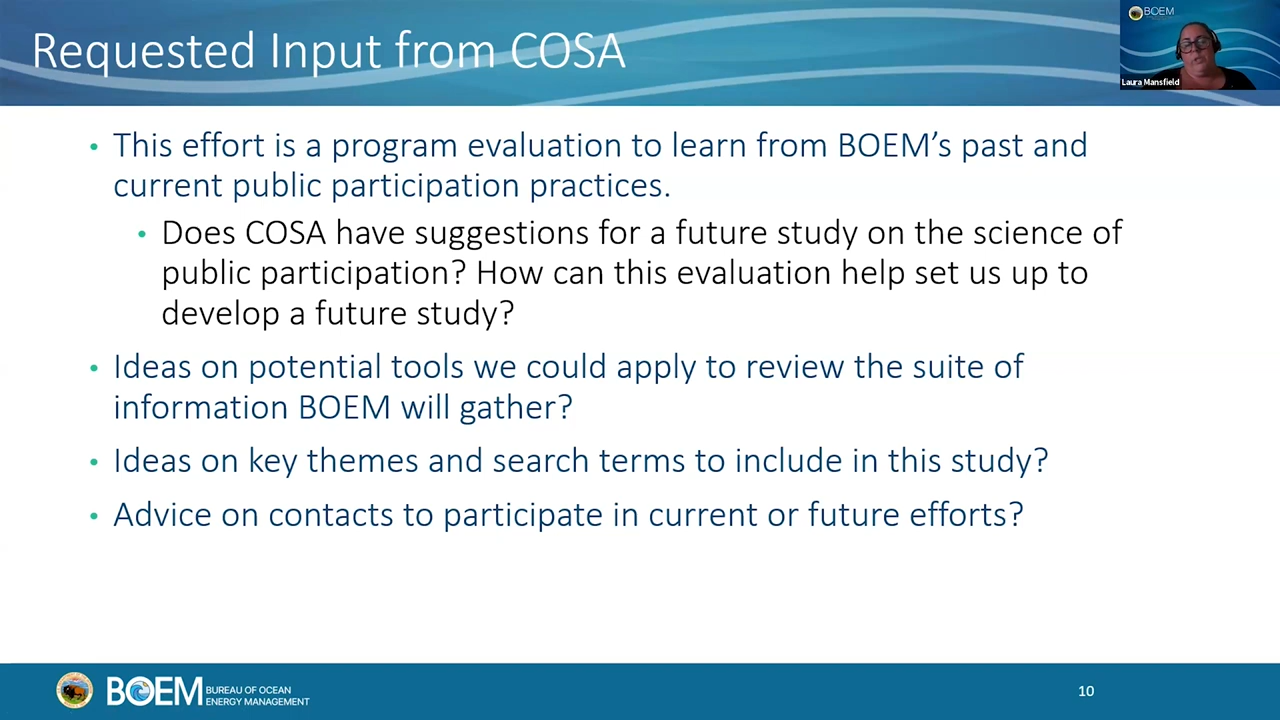 Requested Input from COSA
BOEM
Laura Mansfield
• This effort is a program evaluation to learn from BOEM’s past and
current public participation practices.
• Does COSA have suggestions for a future study on the science of
public participation? How can this evaluation help set us up to
develop a future study?
• Ideas on potential tools we could apply to review the suite of
information BOEM will gather?
• Ideas on key themes and search terms to include in this study?
• Advice on contacts to participate in current or future efforts?
BOEM
BUREAU OF OCEAN
ENERGY MANAGEMENT
10